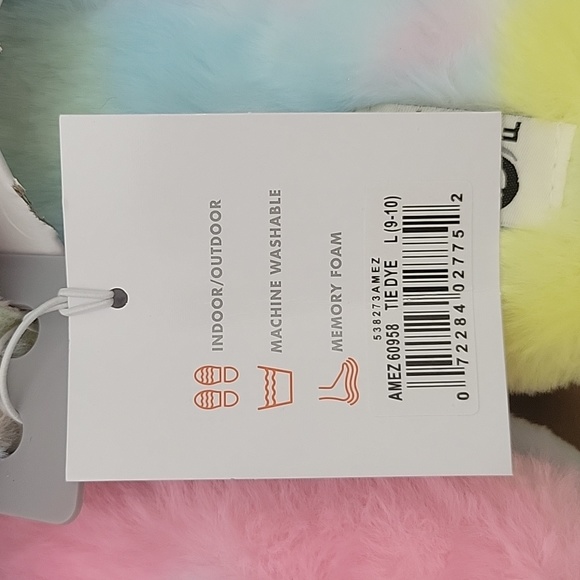 INDOOR/OUTDOOR
MACHINE WASHABLE
MEMORY FOAM
538273AMEZ
AMEZ 60958 TIE DYE L (9-10)
0 72284 02775 2